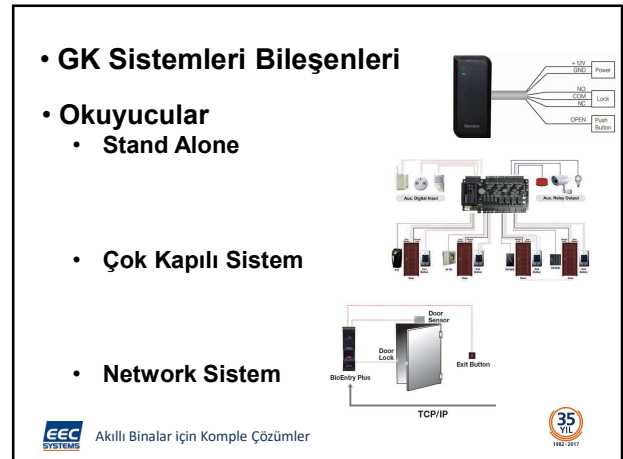 • GK Sistemleri Bileşenleri
+12V
GND
Power
NO
COM
NC
Lock
OPEN
Push
Button
• Okuyucular
• Stand Alone
Aux. Digital Input
Aux. Relay Output
• Çok Kapılı Sistem
Door
Sensor
Door
Lock
Exit Button
BioEntry Plus
• Network Sistem
TCP/IP
EEC
SYSTEMS
Akıllı Binalar için Komple Çözümler
35
YIL
1982-2017